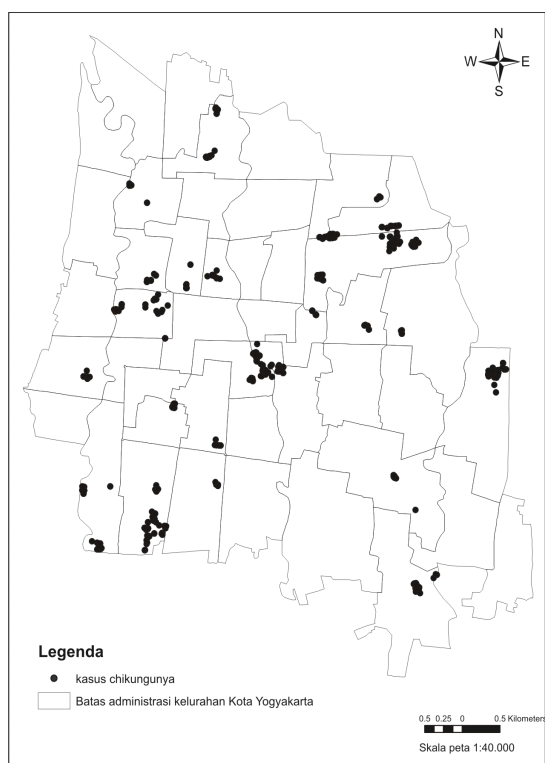 N
W E
S
Legenda
kasus chikungunya
Batas administrasi kelurahan Kota Yogyakarta
0.5 0.25 0 0.5 Kilometers
Skala peta 1:40.000